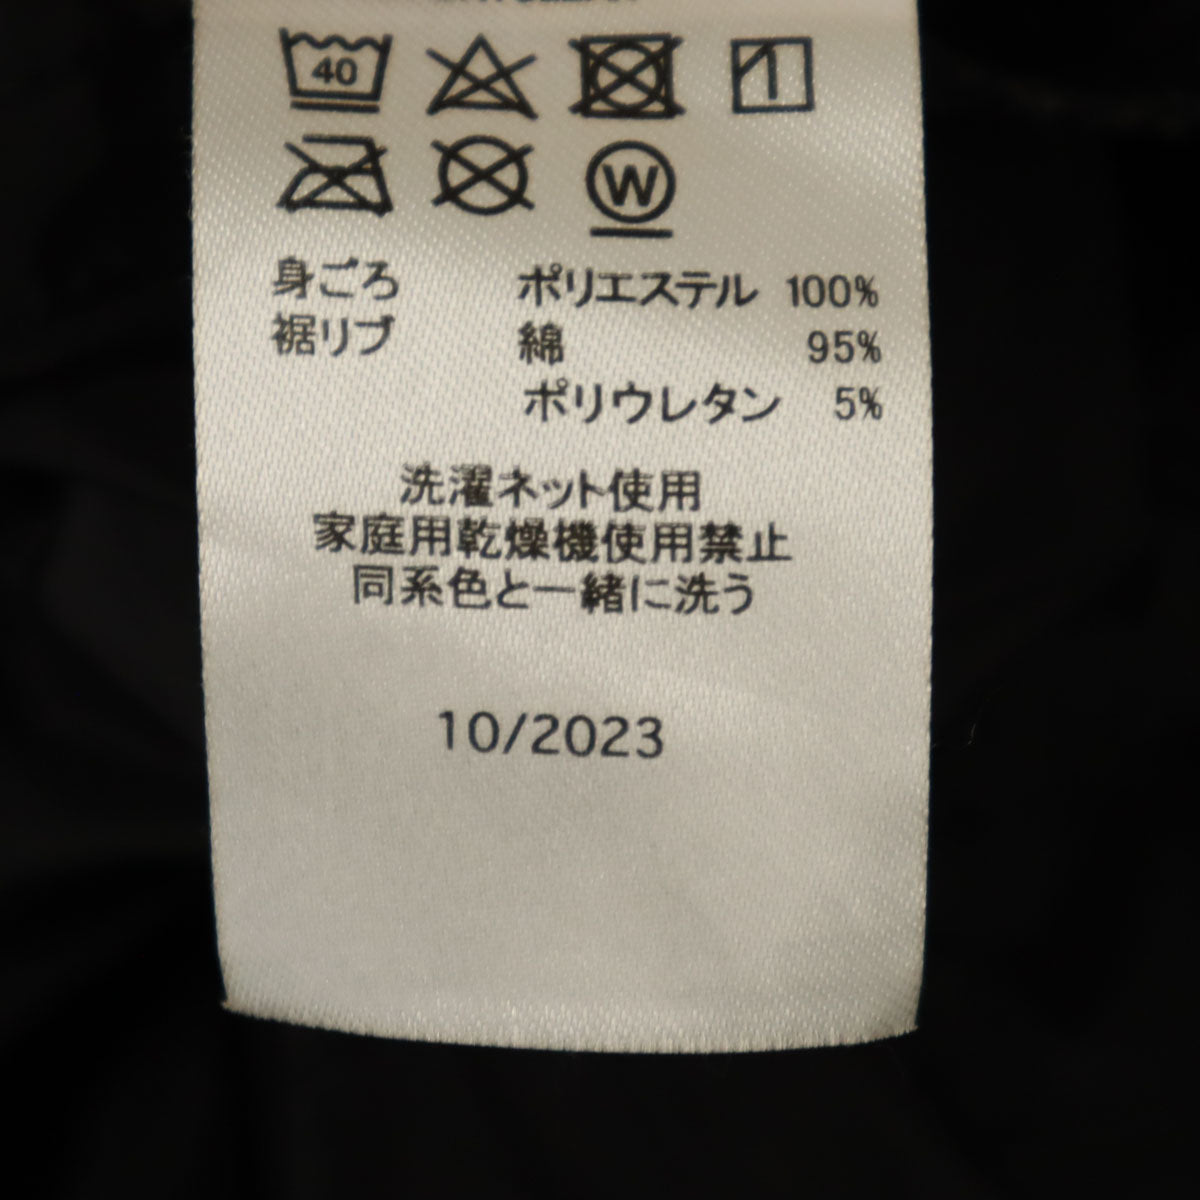 40
W
身ごろ ポリエステル 100%
裾リブ 綿 95%
ポリウレタン 5%
洗濯ネット使用
家庭用乾燥機使用禁止
同系色と一緒に洗う
10/2023